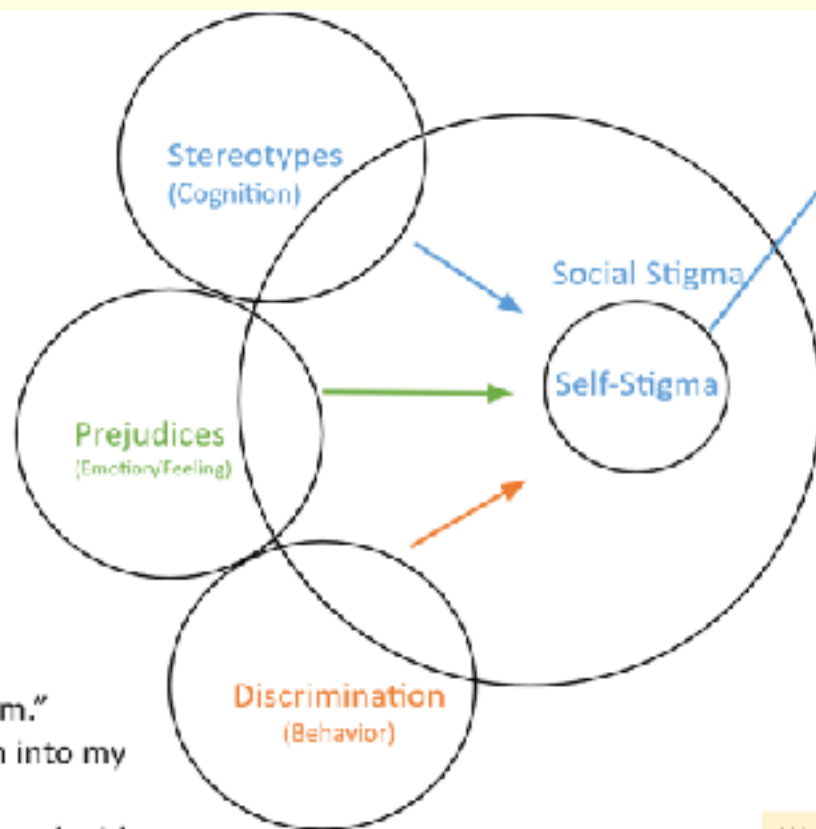 Stereotypes
(Cognition)
Social Stigma
Self-Stigma
Prejudices
(Emotion/Feeling)
Discrimination
(Behavior)
m."
into my